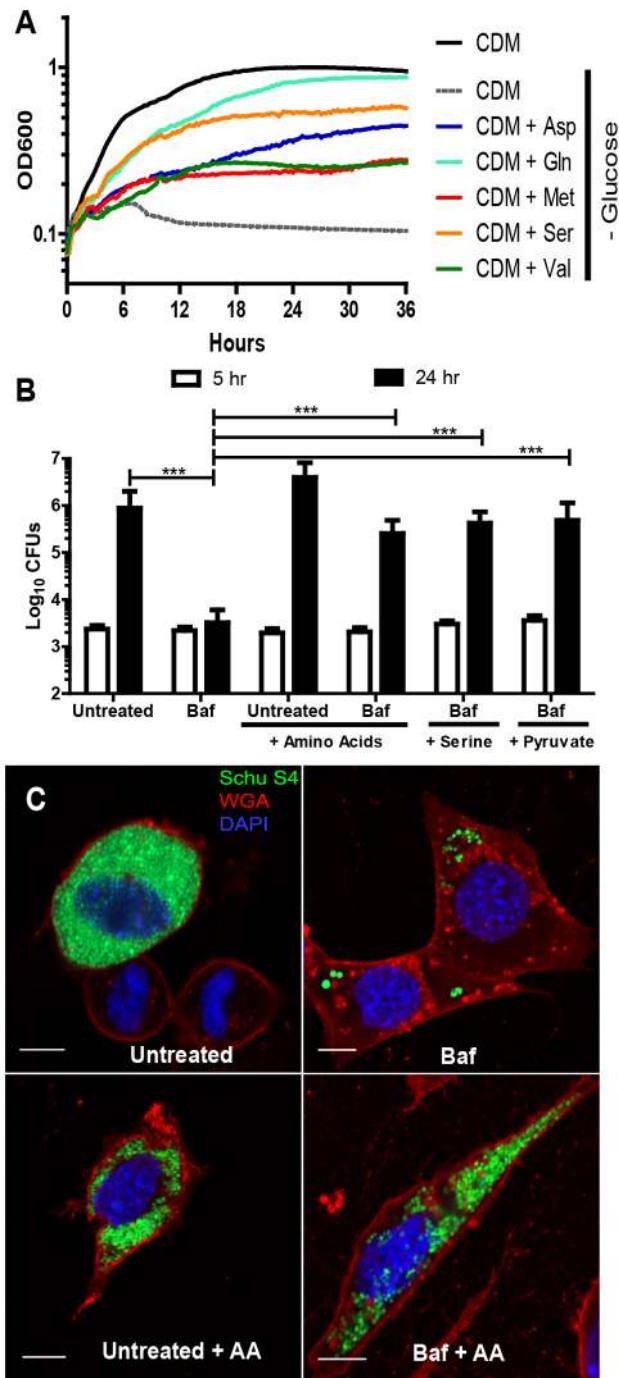 A
CDM
CDM
CDM + Asp
CDM + Gln
CDM + Met
CDM + Ser
CDM + Val
- Glucose
OD600
1
0.1
0 6 12 18 24 30 36
Hours
B
5 hr 24 hr
***
***
***
***
Log10 CFUs
7
6
5
4
3
2
Untreated Baf Untreated Baf Baf Baf
+ Amino Acids + Serine + Pyruvate
C
Schu S4
WGA
DAPI
Untreated
Baf
Untreated + AA
Baf + AA